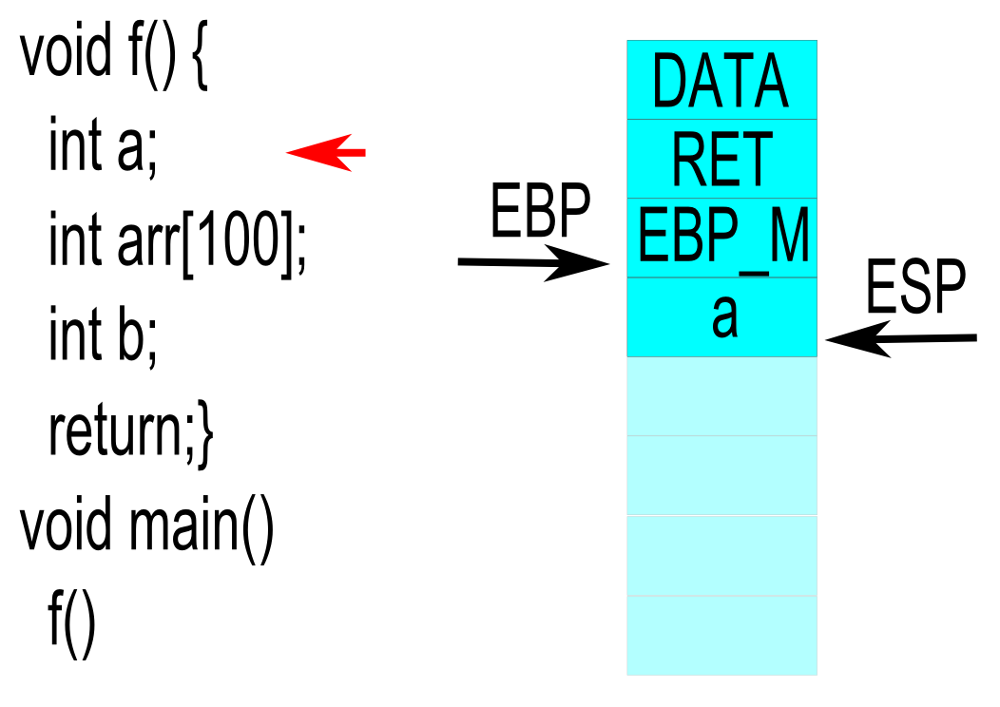 void f() {
int a;
int arr[100];
int b;
return;}
void main()
f()
DATA
RET
EBP
EBP_M
a
ESP